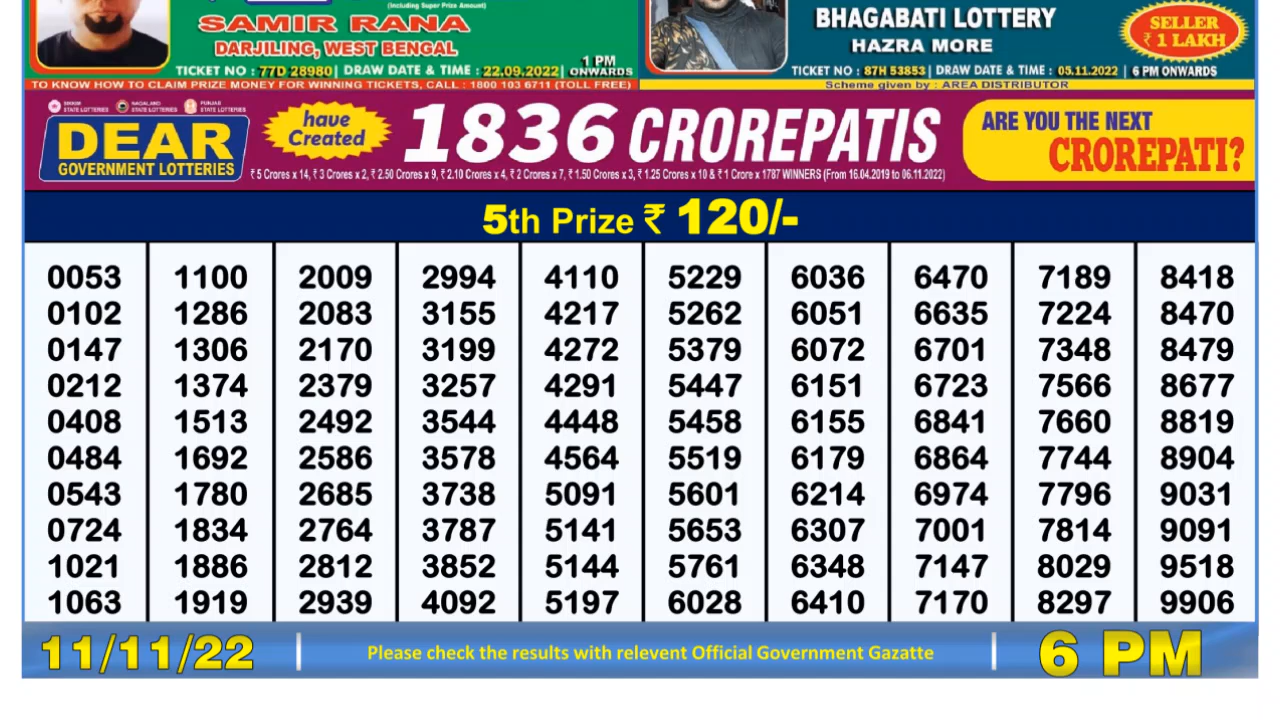 (Including Super Prize Amount)
SAMIR RANA
DARJILING, WEST BENGAL
TICKET NO : 77D 28980 | DRAW DATE & TIME : 22.09.2022 | 1 PM ONWARDS
TO KNOW HOW TO CLAIM PRIZE MONEY FOR WINNING TICKETS, CALL : 1800 103 6711 (TOLL FREE)
BHAGABATI LOTTERY
HAZRA MORE
SELLER
₹ 1 LAKH
TICKET NO : 87H 53853 | DRAW DATE & TIME : 05.11.2022 | 6 PM ONWARDS
Scheme given by : AREA DISTRIBUTOR
SIKKIM STATE LOTTERIES NAGALAND STATE LOTTERIES PUNJAB STATE LOTTERIES
DEAR
GOVERNMENT LOTTERIES
have
Created
1836 CROREPATIS
₹ 5 Crores x 14, ₹ 3 Crores x 2, ₹ 2.50 Crores x 9, ₹ 2.10 Crores x 4, ₹ 2 Crores x 7, ₹ 1.50 Crores x 3, ₹ 1.25 Crores x 10 & ₹ 1 Crore x 1787 WINNERS (From 16.04.2019 to 06.11.2022)
ARE YOU THE NEXT
CROREPATI?
5th Prize ₹ 120/-
0053 1100 2009 2994 4110 5229 6036 6470 7189 8418
0102 1286 2083 3155 4217 5262 6051 6635 7224 8470
0147 1306 2170 3199 4272 5379 6072 6701 7348 8479
0212 1374 2379 3257 4291 5447 6151 6723 7566 8677
0408 1513 2492 3544 4448 5458 6155 6841 7660 8819
0484 1692 2586 3578 4564 5519 6179 6864 7744 8904
0543 1780 2685 3738 5091 5601 6214 6974 7796 9031
0724 1834 2764 3787 5141 5653 6307 7001 7814 9091
1021 1886 2812 3852 5144 5761 6348 7147 8029 9518
1063 1919 2939 4092 5197 6028 6410 7170 8297 9906
11/11/22 | Please check the results with relevent Official Government Gazatte | 6 PM